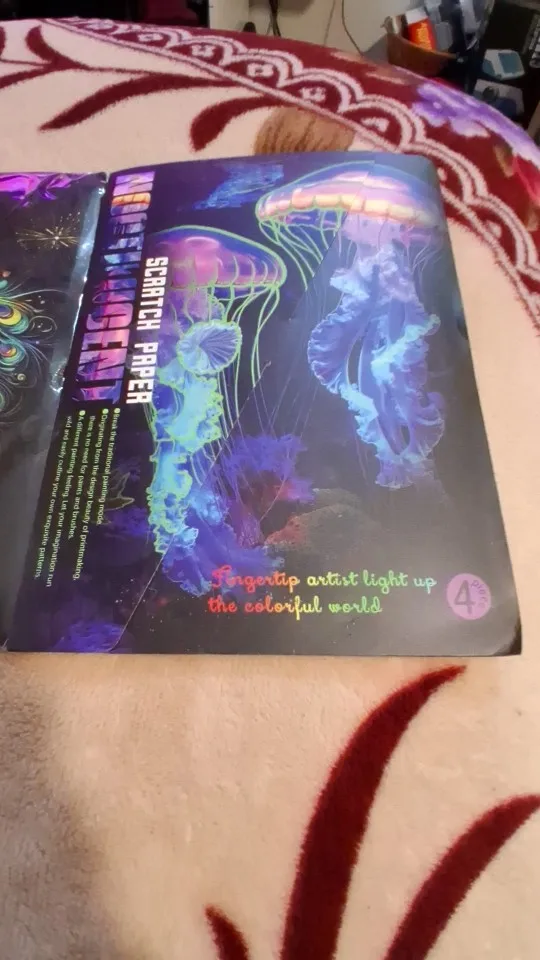 SCRATCH PAPER
● Break the traditional painting mode
● Originating from the design beauty of printmaking,
there is no need for paints and brushes.
● A different painting feeling. Let your imagination run
wild and easily outline your own exquisite patterns.
Fingertip artist light up
the colorful world
4
piece